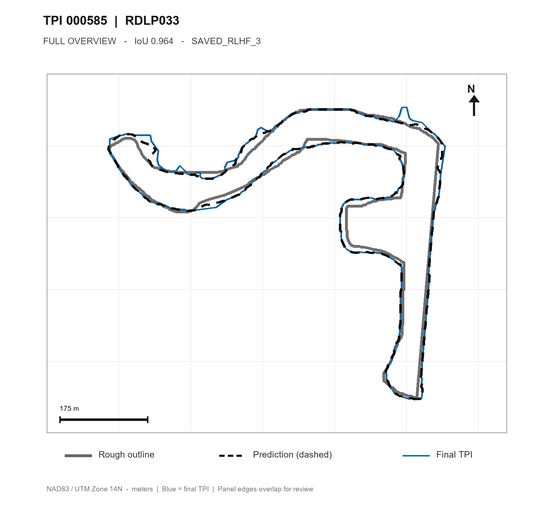 TPI 000585 | RDLP033
FULL OVERVIEW - IoU 0.964 - SAVED_RLHF_3
N
175 m
Rough outline
Prediction (dashed)
Final TPI
NAD83 / UTM Zone 14N - meters | Blue = final TPI | Panel edges overlap for review